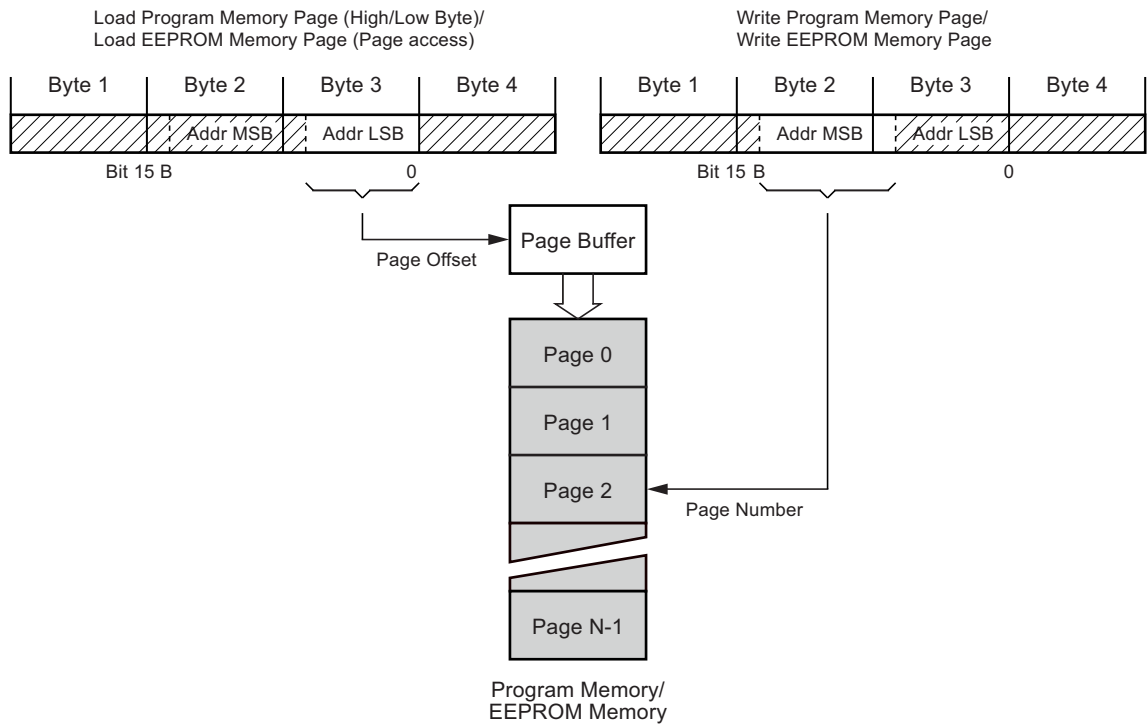 Load Program Memory Page (High/Low Byte)/
Load EEPROM Memory Page (Page access)
Write Program Memory Page/
Write EEPROM Memory Page
Byte 1 Byte 2 Byte 3 Byte 4
Byte 1 Byte 2 Byte 3 Byte 4
Addr MSB Addr LSB
Addr MSB Addr LSB
Bit 15 B 0
Bit 15 B 0
Page Buffer
Page Offset
Page 0
Page 1
Page 2
Page Number
Page N-1
Program Memory/
EEPROM Memory